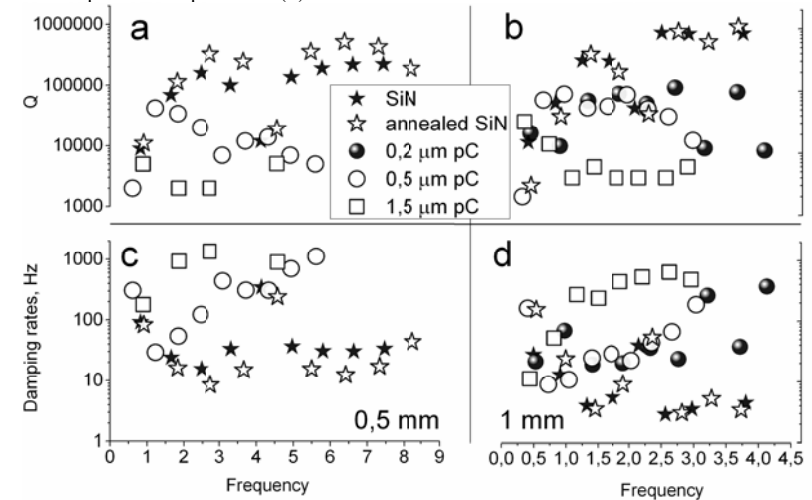 a
b
1000000
100000
10000
1000
Q
SiN
annealed SiN
0,2 μm pC
0,5 μm pC
1,5 μm pC
c
d
1000
100
10
1
Damping rates, Hz
0,5 mm
1 mm
0 1 2 3 4 5 6 7 8 9
0,0 0,5 1,0 1,5 2,0 2,5 3,0 3,5 4,0 4,5
Frequency
Frequency